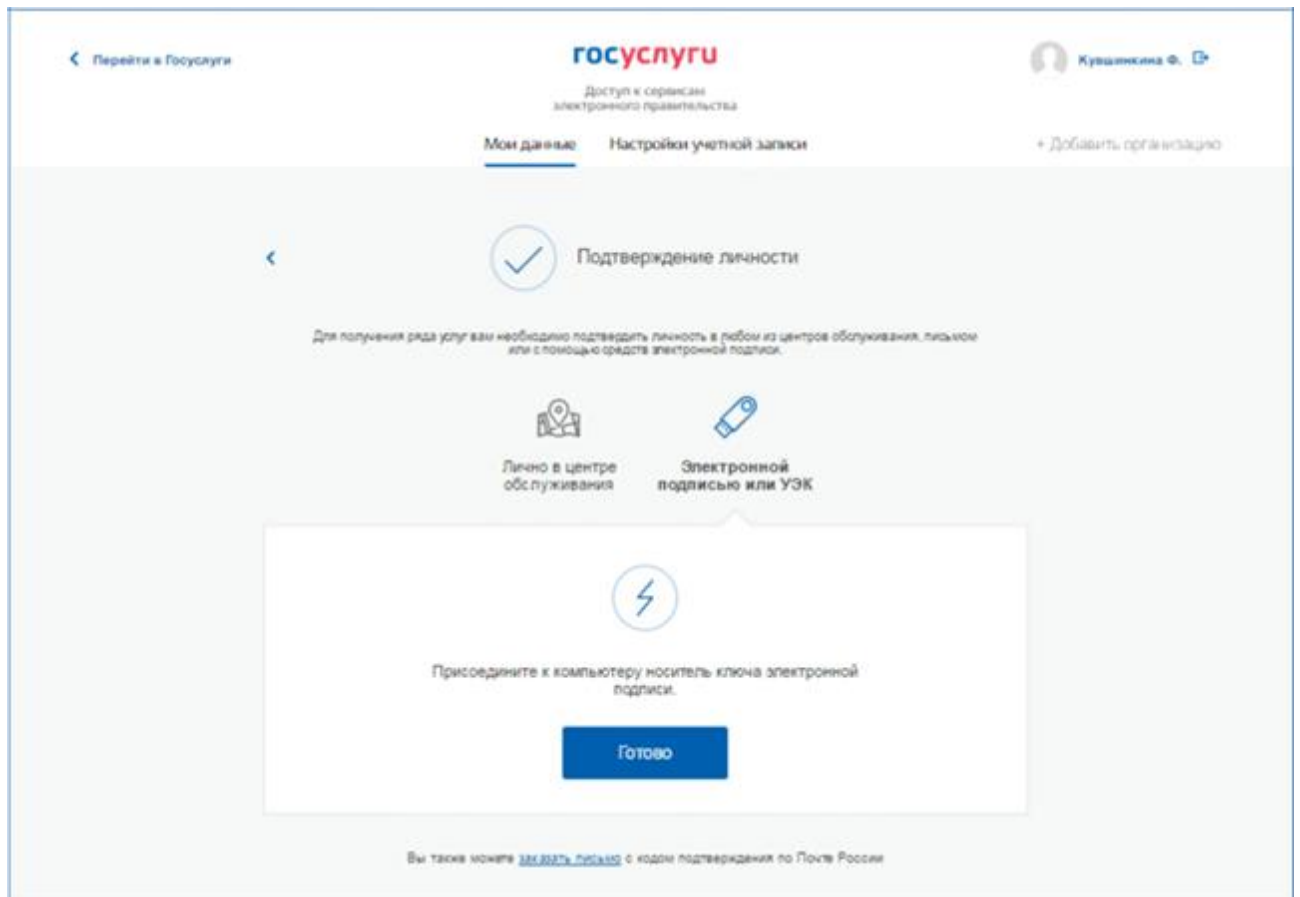 Перейти в Госуслуги
госуслуги
Кувшинкина Ф.
Доступ к сервисам
электронного правительства
Мои данные
Настройки учетной записи
+ Добавить организацию
Подтверждение личности
Для получения ряда услуг вам необходимо подтвердить личность в любом из центров обслуживания, письмом
или с помощью средств электронной подписи.
Лично в центре
обслуживания
Электронной
подписью или УЭК
Присоедините к компьютеру носитель ключа электронной
подписи.
Готово
Вы также можете заказать письмо с кодом подтверждения по Почте России